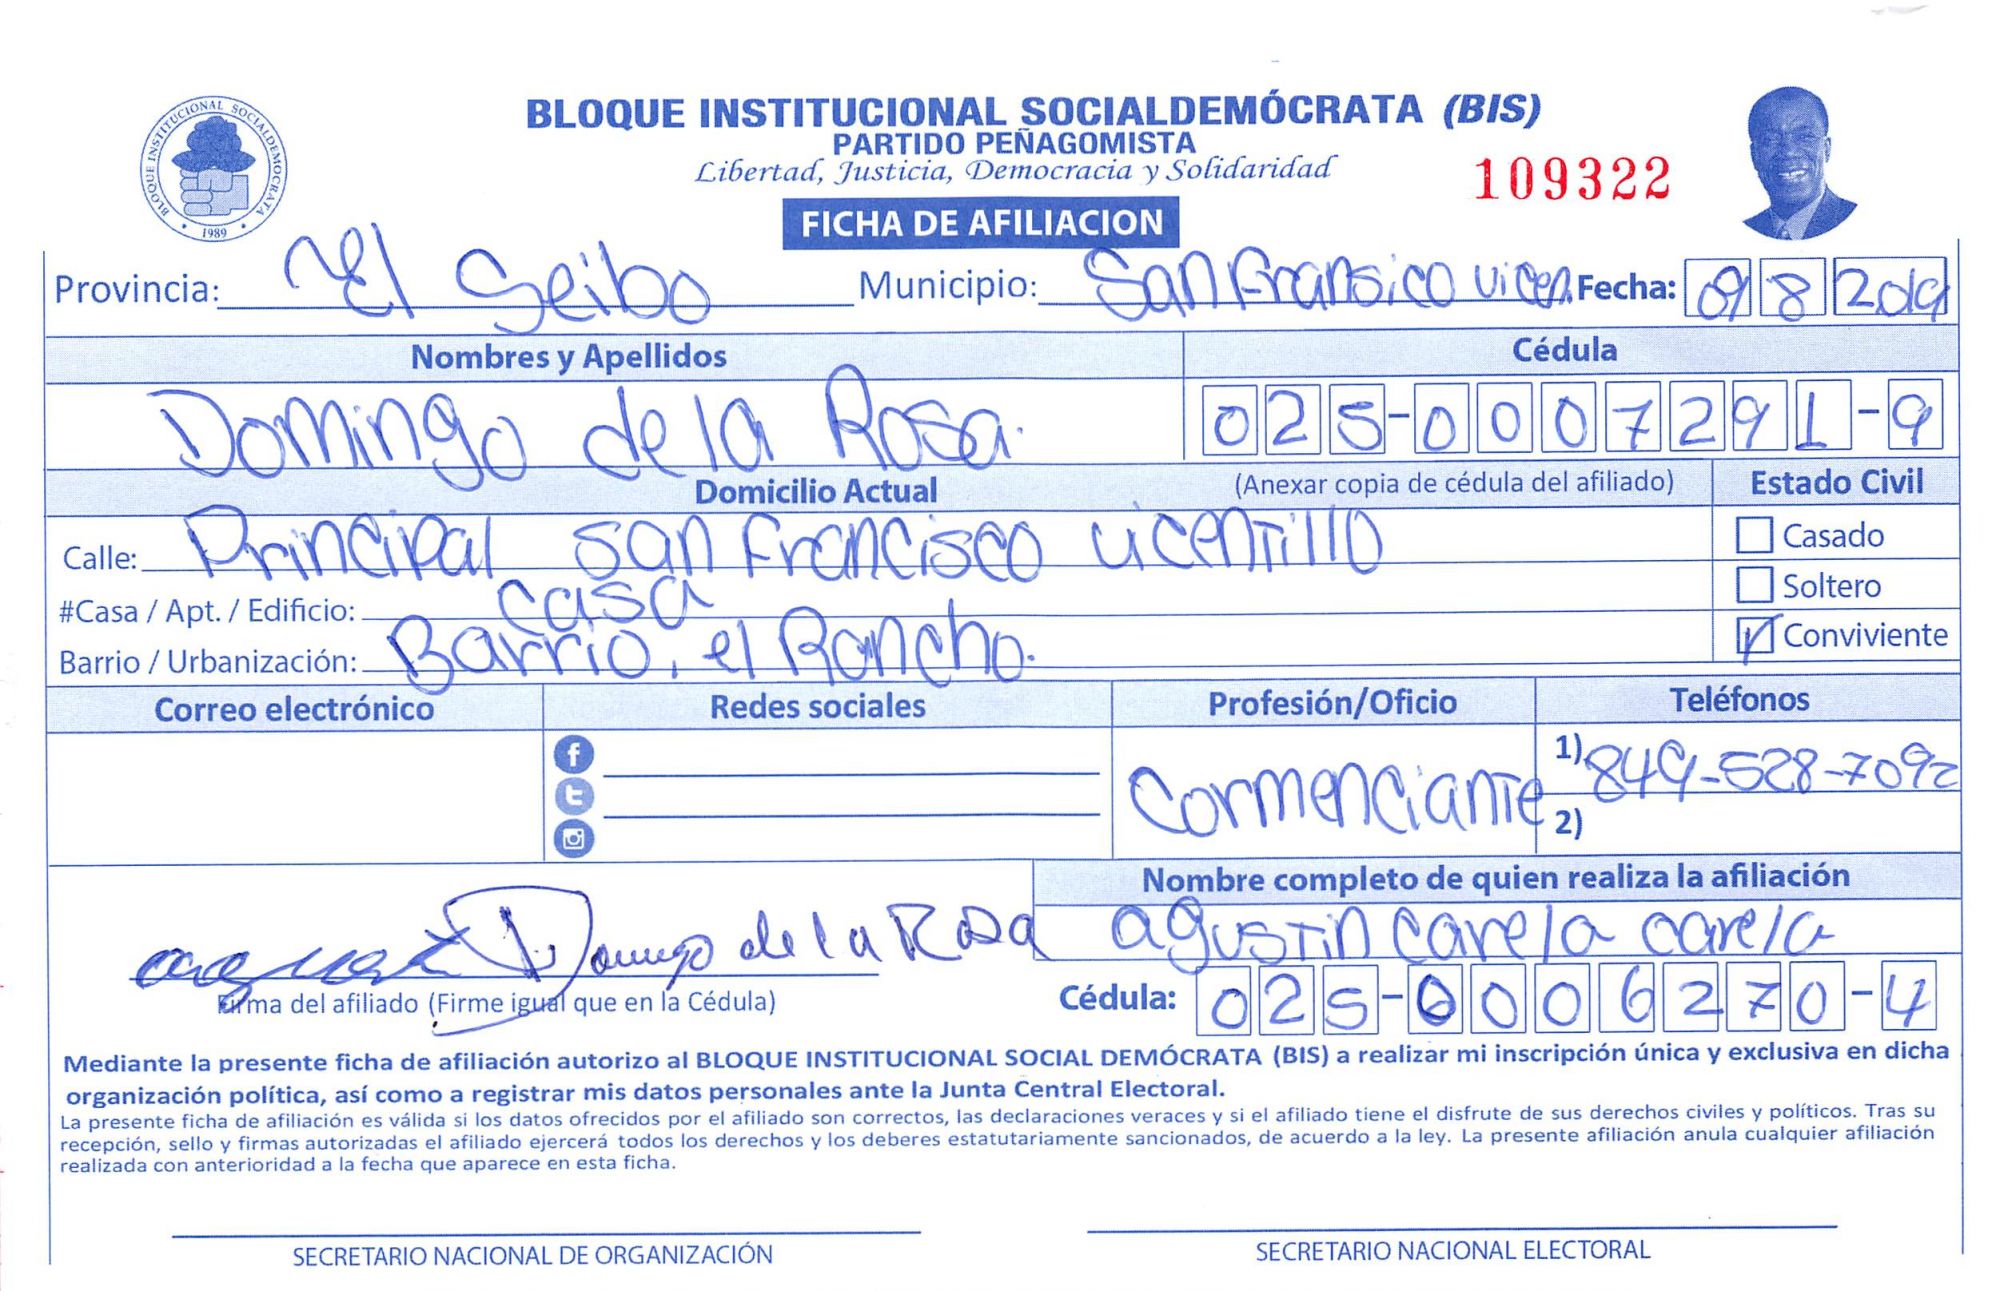 BLOQUE INSTITUCIONAL SOCIALDEMÓCRATA (BIS)
PARTIDO PEÑAGOMISTA
Libertad, Justicia, Democracia y Solidaridad
109322
BLOQUE INSTITUCIONAL SOCIALDEMOCRATA
1989
FICHA DE AFILIACION
Provincia: El Seibo Municipio: San Fransico vicen Fecha: 09 8 2019
Nombres y Apellidos Cédula
Domingo de la Rosa. 025-0007291-9
Domicilio Actual (Anexar copia de cédula del afiliado) Estado Civil
Calle: Principal San Francisco vicentillo Casado
#Casa / Apt. / Edificio: casa Soltero
Barrio / Urbanización: Barrio. el Rancho. Conviviente
Correo electrónico Redes sociales Profesión/Oficio Teléfonos
Cormenciante 1) 849-528-7092
2)
Nombre completo de quien realiza la afiliación
Domingo de la Rosa agustin carela carela
Firma del afiliado (Firme igual que en la Cédula) Cédula: 025-0006270-4
Mediante la presente ficha de afiliación autorizo al BLOQUE INSTITUCIONAL SOCIAL DEMÓCRATA (BIS) a realizar mi inscripción única y exclusiva en dicha
organización política, así como a registrar mis datos personales ante la Junta Central Electoral.
La presente ficha de afiliación es válida si los datos ofrecidos por el afiliado son correctos, las declaraciones veraces y si el afiliado tiene el disfrute de sus derechos civiles y políticos. Tras su
recepción, sello y firmas autorizadas el afiliado ejercerá todos los derechos y los deberes estatutariamente sancionados, de acuerdo a la ley. La presente afiliación anula cualquier afiliación
realizada con anterioridad a la fecha que aparece en esta ficha.
SECRETARIO NACIONAL DE ORGANIZACIÓN SECRETARIO NACIONAL ELECTORAL